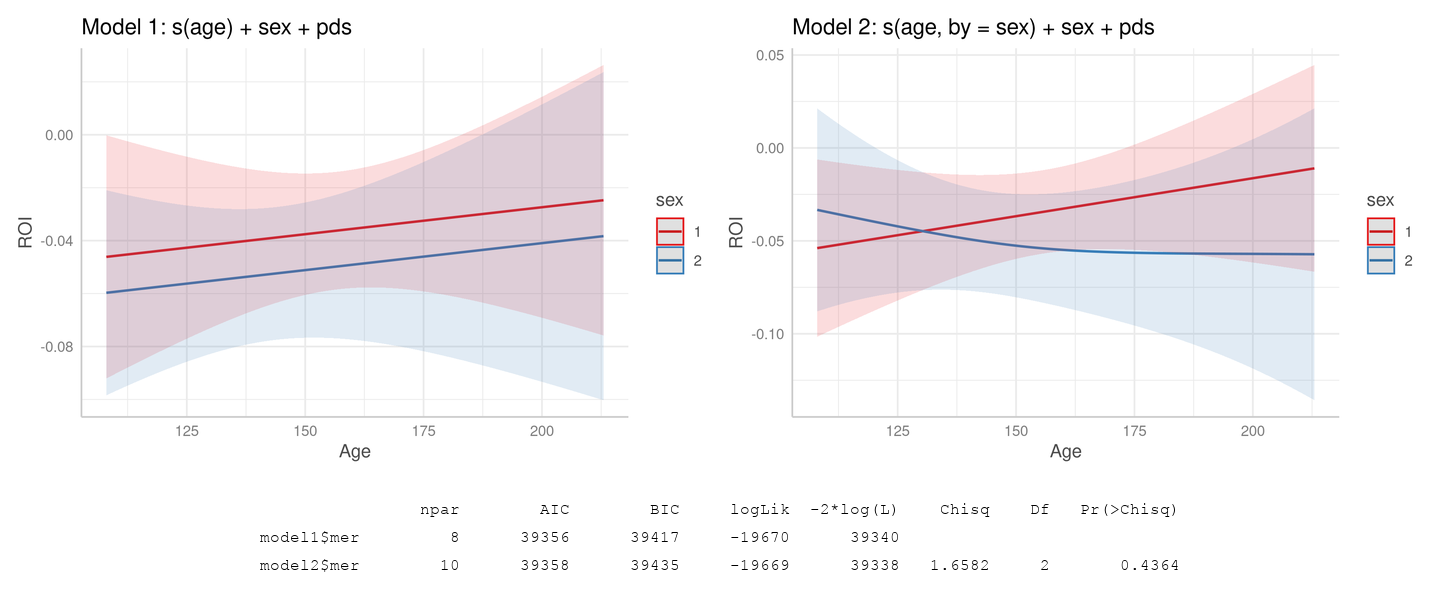 Model 1: s(age) + sex + pds
0.00
-0.04
-0.08
ROI
125 150 175 200
Age
sex
1
2
Model 2: s(age, by = sex) + sex + pds
0.05
0.00
-0.05
-0.10
ROI
125 150 175 200
Age
sex
1
2
npar AIC BIC logLik -2*log(L) Chisq Df Pr(>Chisq)
model1$mer 8 39356 39417 -19670 39340
model2$mer 10 39358 39435 -19669 39338 1.6582 2 0.4364